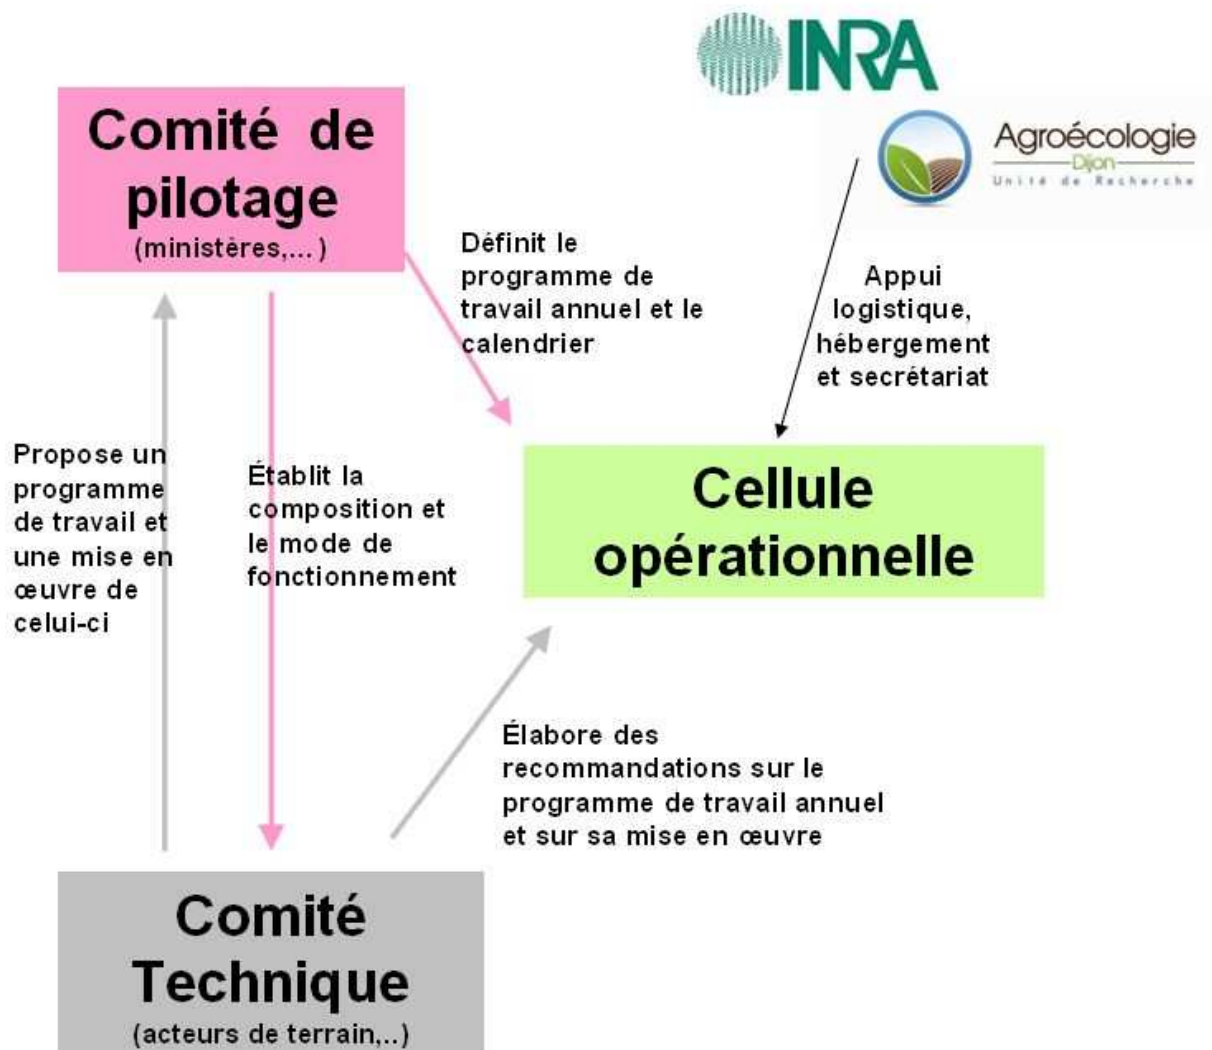 INRA
Agroécologie
Dijon
Unité de Recherche
Comité de
pilotage
(ministères,... )
Définit le
programme de
travail annuel et le
calendrier
Appui
logistique,
hébergement
et secrétariat
Propose un
programme
de travail et
une mise en
œuvre de
celui-ci
Établit la
composition et
le mode de
fonctionnement
Cellule
opérationnelle
Élabore des
recommandations sur le
programme de travail annuel
et sur sa mise en œuvre
Comité
Technique
(acteurs de terrain,..)